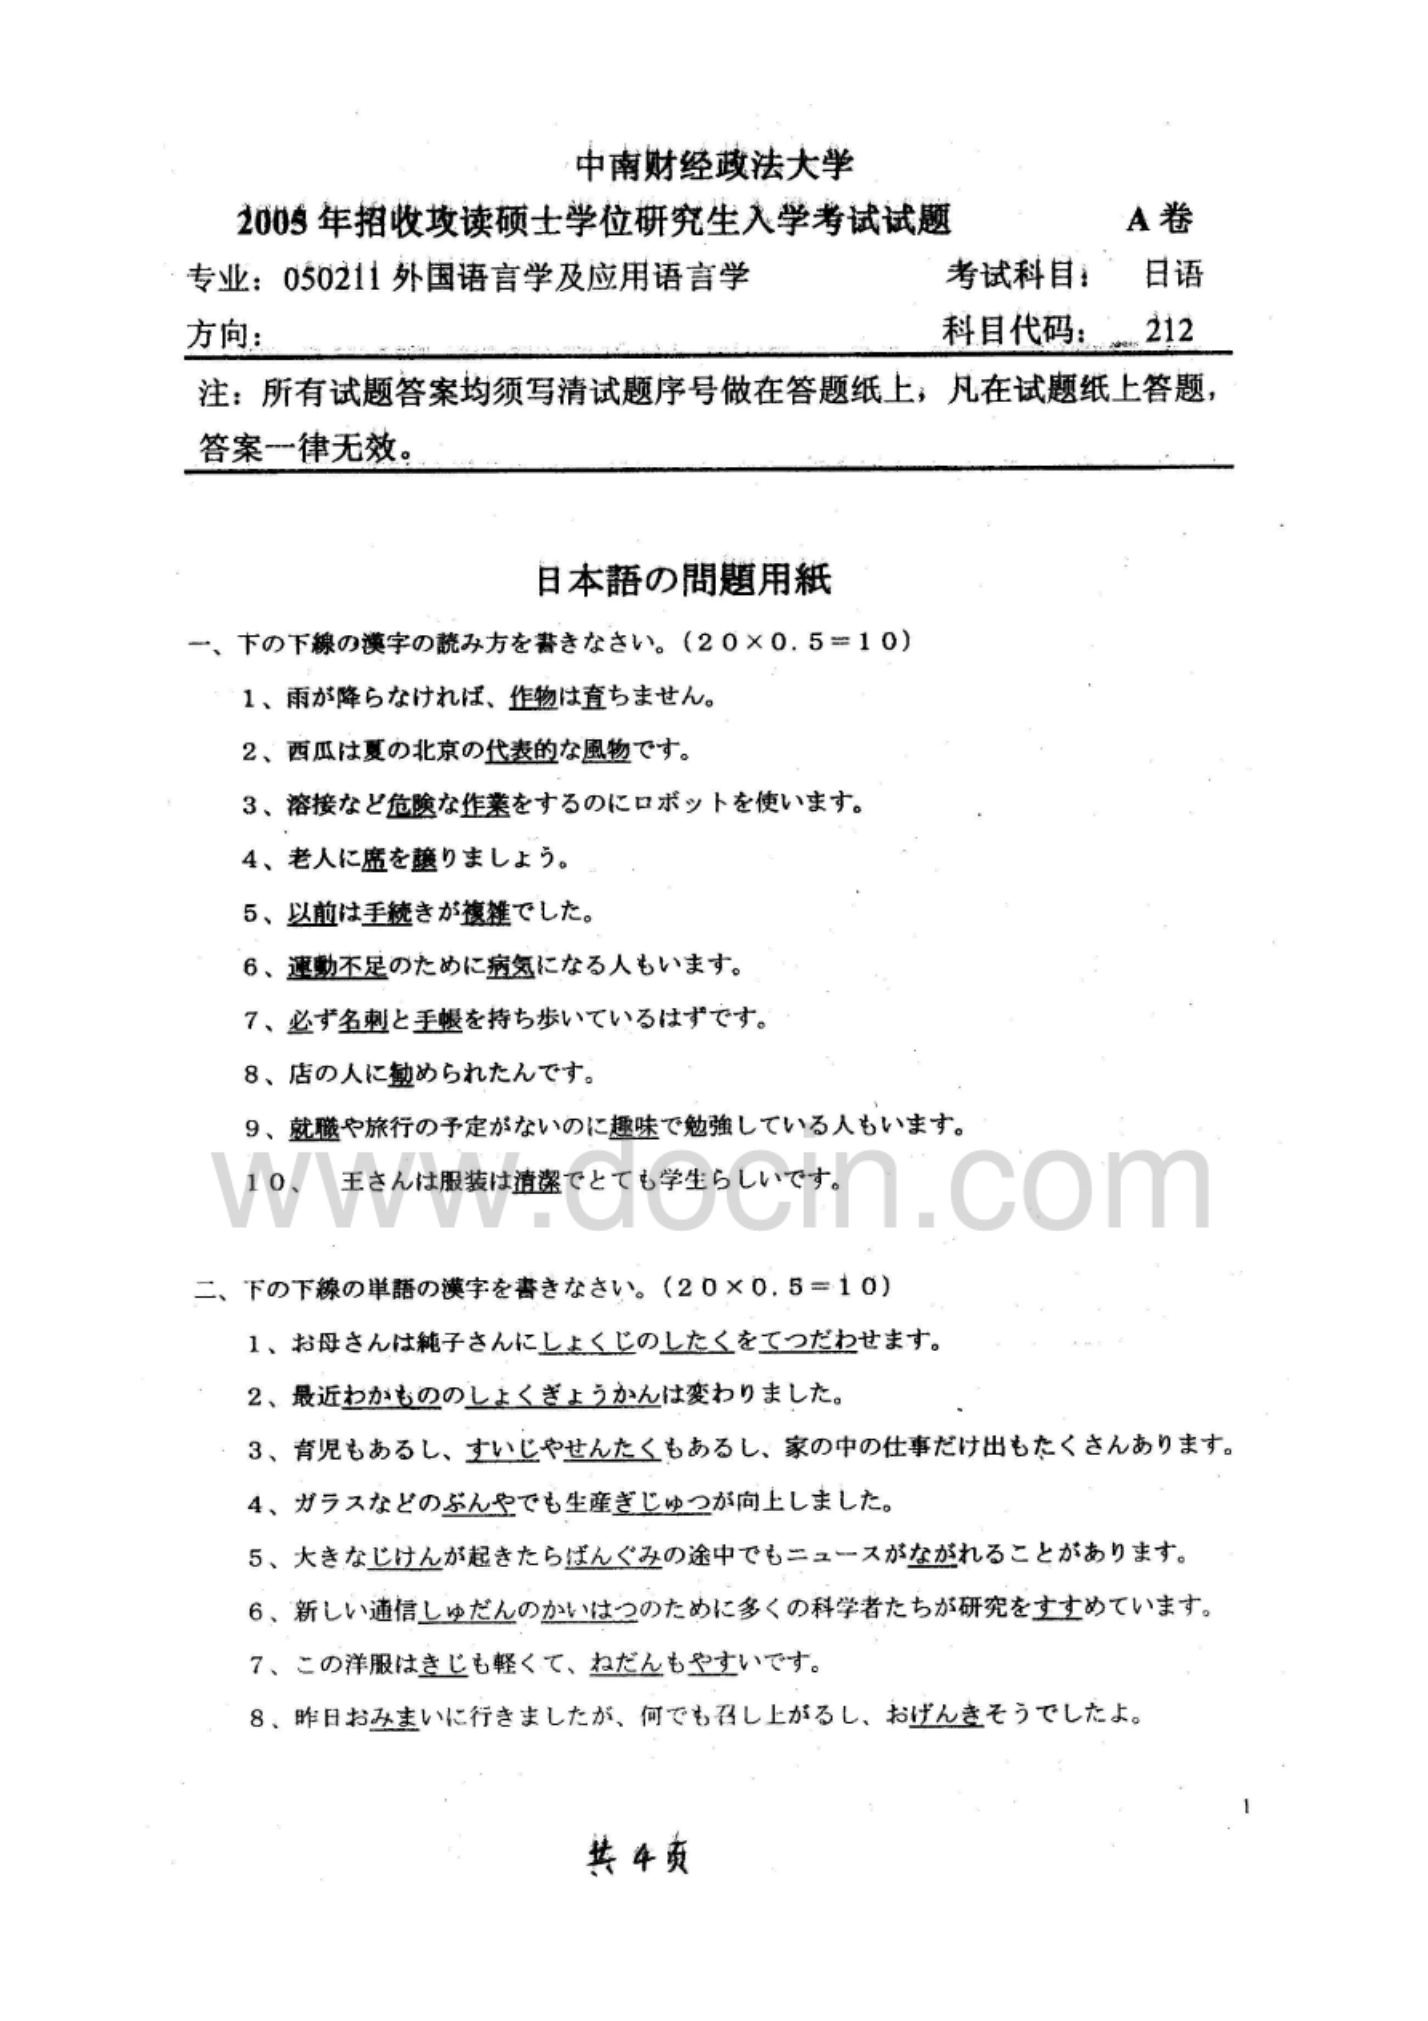 中南财经政法大学
2005 年招收攻读硕士学位研究生入学考试试题 A 卷
专业：050211 外国语言学及应用语言学 考试科目： 日语
方向： 科目代码： 212
注：所有试题答案均须写清试题序号做在答题纸上，凡在试题纸上答题，
答案一律无效。
日本語の問題用紙
一、下の下線の漢字の読み方を書きなさい。（２０×０.５＝１０）
１、雨が降らなければ、作物は育ちません。
２、西瓜は夏の北京の代表的な風物です。
３、溶接など危険な作業をするのにロボットを使います。
４、老人に席を譲りましょう。
５、以前は手続きが複雑でした。
６、運動不足のために病気になる人もいます。
７、必ず名刺と手帳を持ち歩いているはずです。
８、店の人に勧められたんです。
９、就職や旅行の予定がないのに趣味で勉強している人もいます。
１０、 王さんは服装は清潔でとても学生らしいです。
www.docin.com
二、下の下線の単語の漢字を書きなさい。（２０×０.５＝１０）
１、お母さんは純子さんにしょくじのしたくをてつだわせます。
２、最近わかもののしょくぎょうかんは変わりました。
３、育児もあるし、すいじやせんたくもあるし、家の中の仕事だけ出もたくさんあります。
４、ガラスなどのぶんやでも生産ぎじゅつが向上しました。
５、大きなじけんが起きたらばんぐみの途中でもニュースがながれることがあります。
６、新しい通信しゅだんのかいはつのために多くの科学者たちが研究をすすめています。
７、この洋服はきじも軽くて、ねだんもやすいです。
８、昨日おみまいに行きましたが、何でも召し上がるし、おげんきそうでしたよ。
1
共 4 页